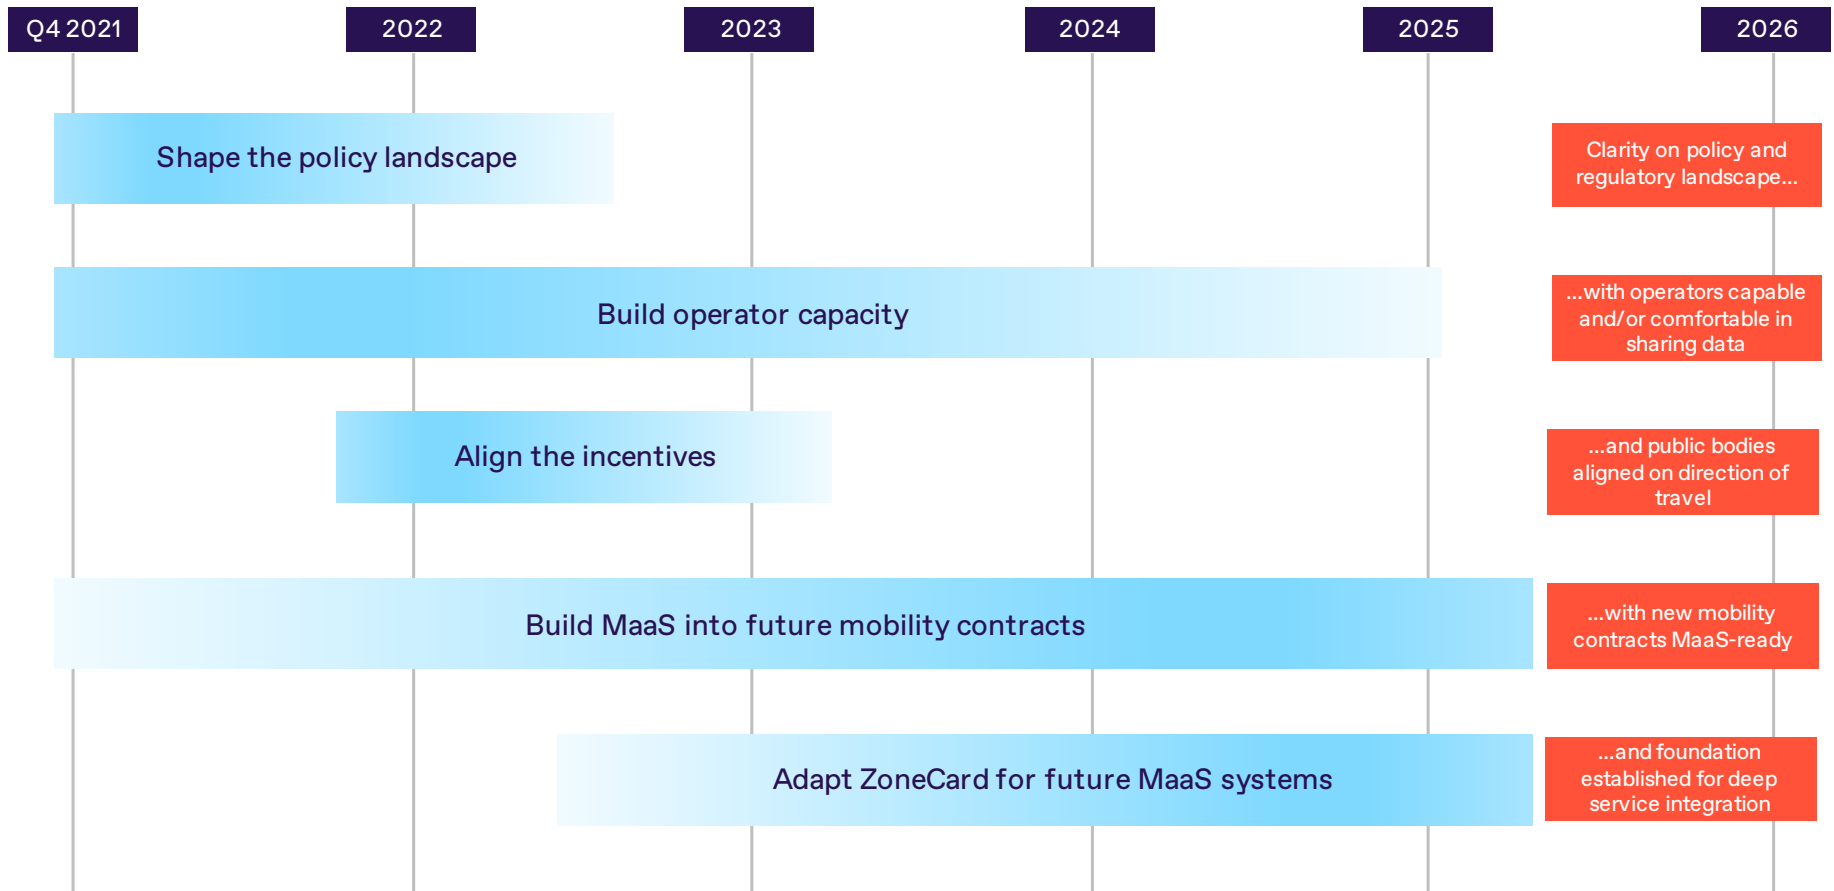 Q4 2021
2022
2023
2024
2025
2026
Shape the policy landscape
Clarity on policy and
regulatory landscape...
Build operator capacity
...with operators capable
and/or comfortable in
sharing data
Align the incentives
...and public bodies
aligned on direction of
travel
Build MaaS into future mobility contracts
...with new mobility
contracts MaaS-ready
Adapt ZoneCard for future MaaS systems
...and foundation
established for deep
service integration